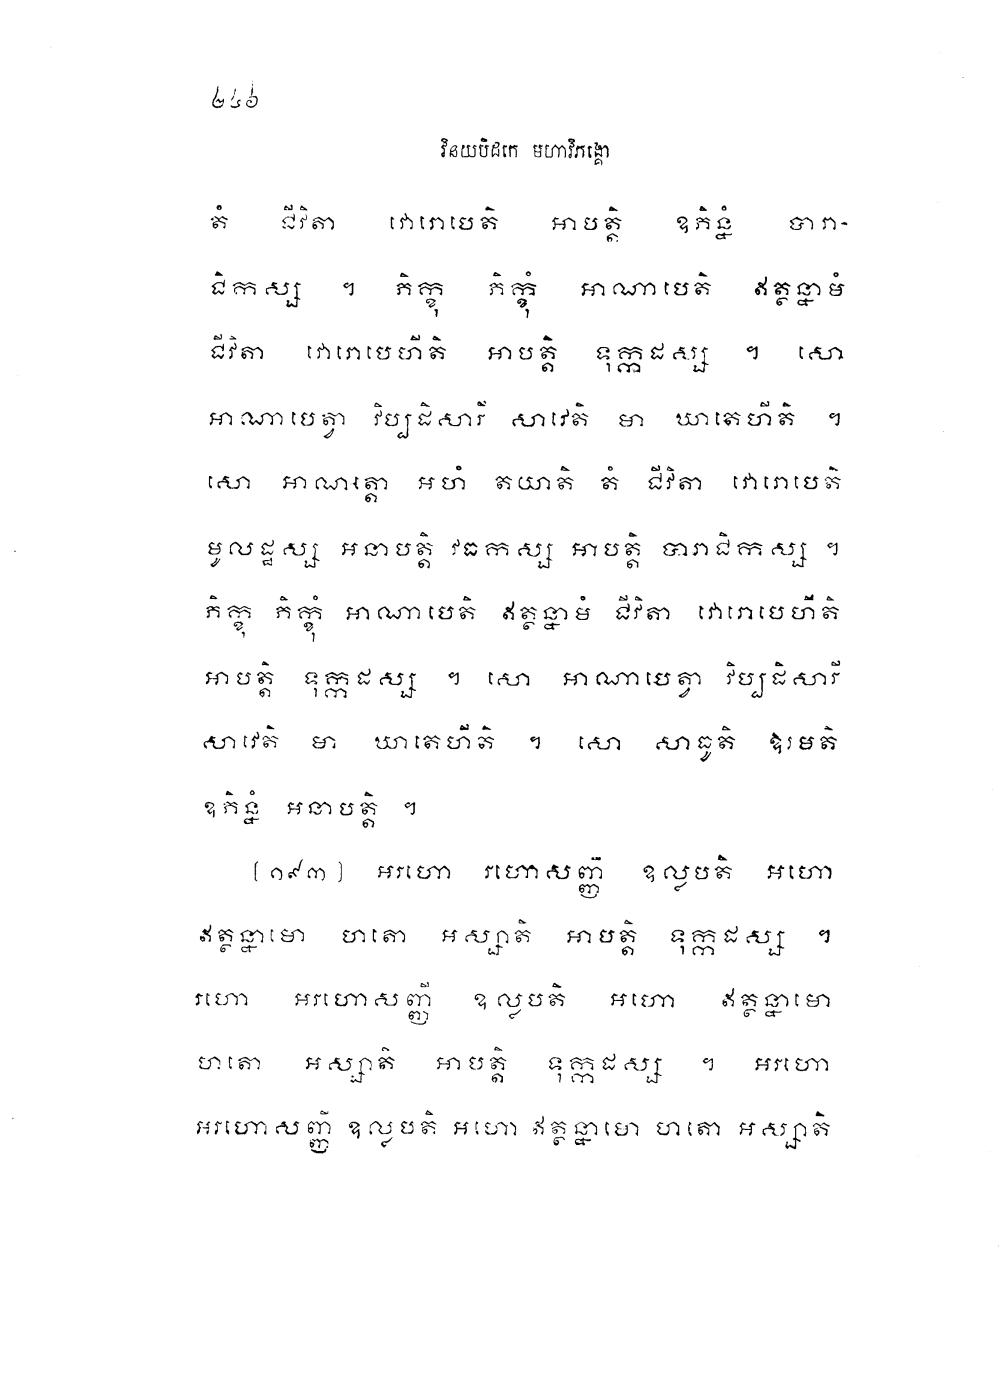 ២៤៦
វិនយបិដកេ មហាវិភង្គោ
តំ ជីវិតា វោរោបេតិ អាបត្តិ ឧភិន្នំ បារា-
ជិកស្ស ។ ភិក្ខុ ភិក្ខុំ អាណាបេតិ ឥត្ថន្នាមំ
ជីវិតា វោរោបេហីតិ អាបត្តិ ទុក្កដស្ស ។ សោ
អាណាបេត្វា វិប្បដិសារី សាវេតិ មា ឃាតេហីតិ ។
សោ អាណត្តោ អហំ តយាតិ តំ ជីវិតា វោរោបេតិ
មូលដ្ឋស្ស អនាបត្តិ វធកស្ស អាបត្តិ បារាជិកស្ស ។
ភិក្ខុ ភិក្ខុំ អាណាបេតិ ឥត្ថន្នាមំ ជីវិតា វោរោបេហីតិ
អាបត្តិ ទុក្កដស្ស ។ សោ អាណាបេត្វា វិប្បដិសារី
សាវេតិ មា ឃាតេហីតិ ។ សោ សាធូតិ ឱរមតិ
ឧភិន្នំ អនាបត្តិ ។
[១៩៣] អរហោ រហោសញ្ញី ឧល្លបតិ អហោ
ឥត្ថន្នាមោ ហតោ អស្សាតិ អាបត្តិ ទុក្កដស្ស ។
រហោ អរហោសញ្ញី ឧល្លបតិ អហោ ឥត្ថន្នាមោ
ហតោ អស្សាតិ អាបត្តិ ទុក្កដស្ស ។ អរហោ
អរហោសញ្ញី ឧល្លបតិ អហោ ឥត្ថន្នាមោ ហតោ អស្សាតិ